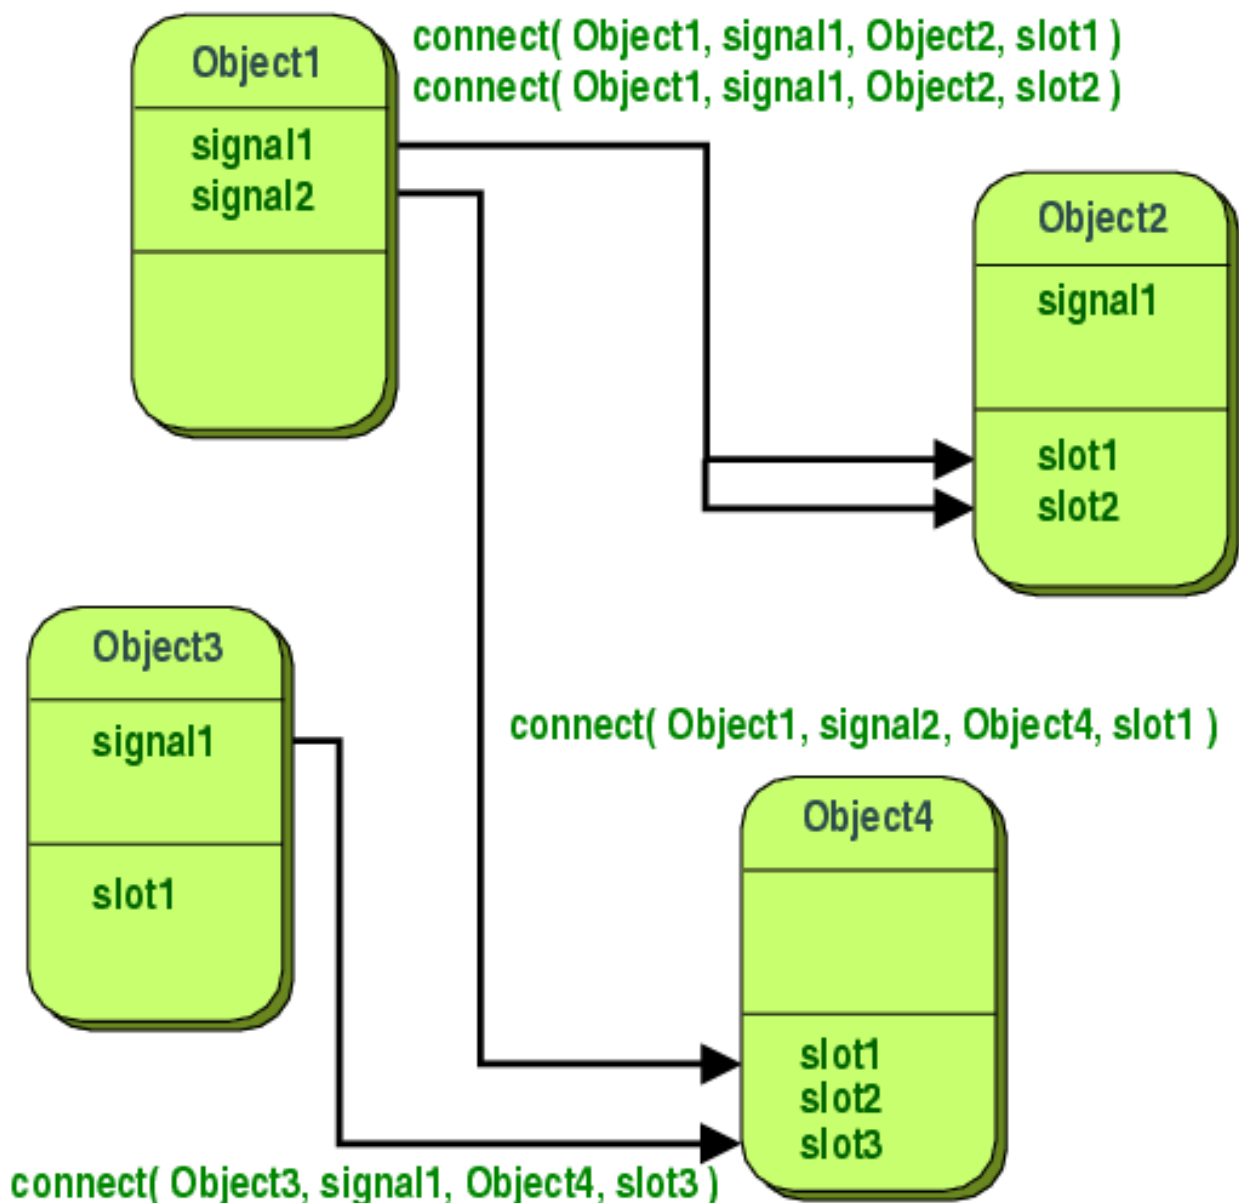 Object1
signal1
signal2
connect( Object1, signal1, Object2, slot1 )
connect( Object1, signal1, Object2, slot2 )
Object2
signal1
slot1
slot2
Object3
signal1
slot1
connect( Object1, signal2, Object4, slot1 )
Object4
slot1
slot2
slot3
connect( Object3, signal1, Object4, slot3 )